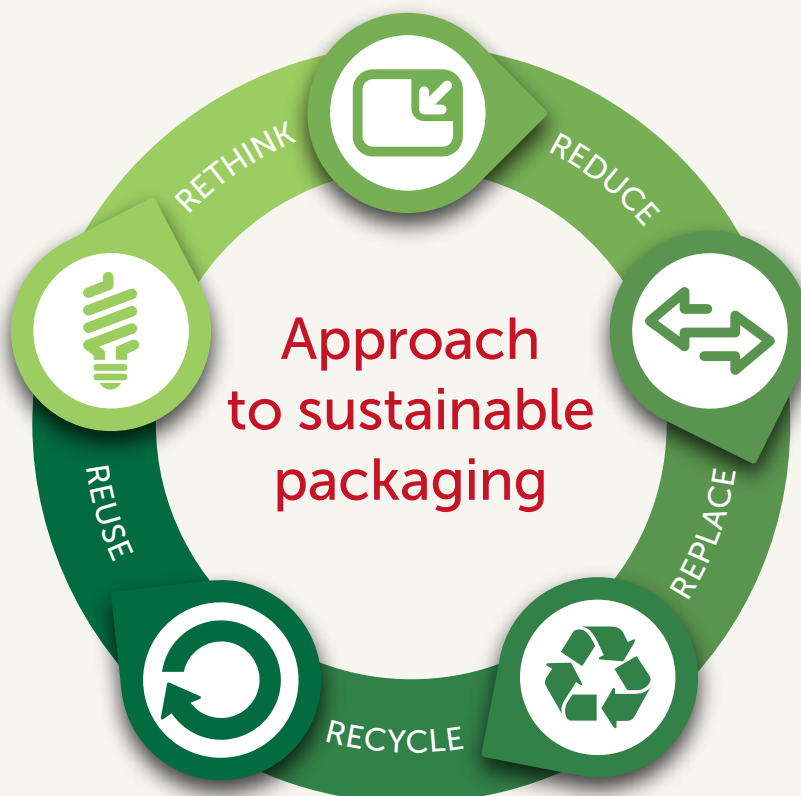 RETHINK
REDUCE
Approach
to sustainable
packaging
REUSE
REPLACE
RECYCLE